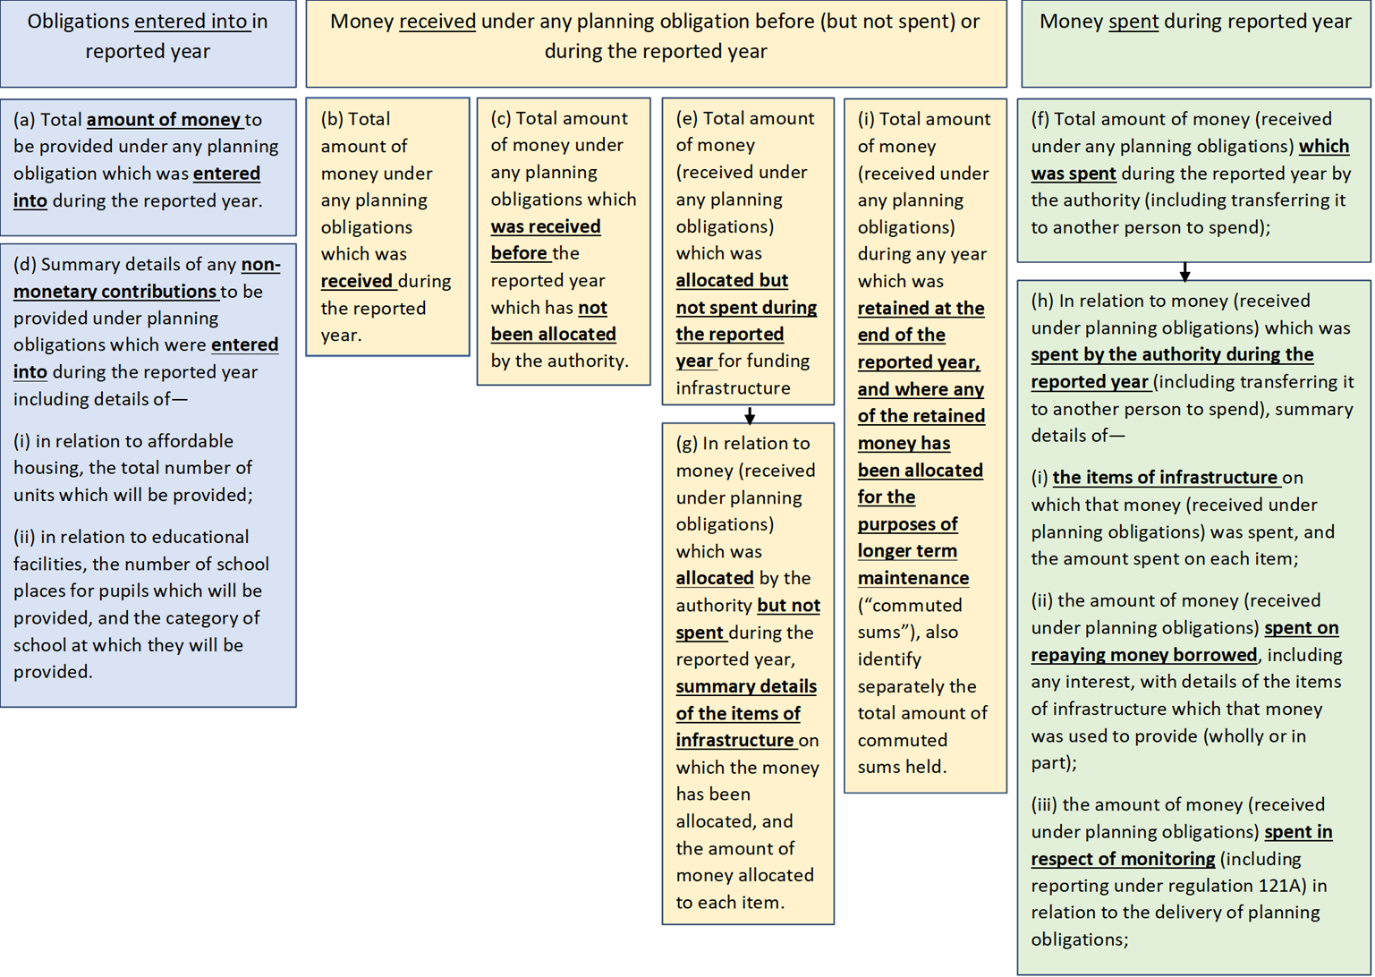 Obligations entered into in
reported year
Money received under any planning obligation before (but not spent) or
during the reported year
Money spent during reported year
(a) Total amount of money to
be provided under any planning
obligation which was entered
into during the reported year.
(d) Summary details of any non-
monetary contributions to be
provided under planning
obligations which were entered
into during the reported year
including details of—
(i) in relation to affordable
housing, the total number of
units which will be provided;
(ii) in relation to educational
facilities, the number of school
places for pupils which will be
provided, and the category of
school at which they will be
provided.
(b) Total
amount of
money under
any planning
obligations
which was
received during
the reported
year.
(c) Total amount
of money under
any planning
obligations which
was received
before the
reported year
which has not
been allocated
by the authority.
(e) Total amount
of money
(received under
any planning
obligations)
which was
allocated but
not spent during
the reported
year for funding
infrastructure
(g) In relation to
money (received
under planning
obligations)
which was
allocated by the
authority but not
spent during the
reported year,
summary details
of the items of
infrastructure on
which the money
has been
allocated, and
the amount of
money allocated
to each item.
(i) Total amount
of money
(received under
any planning
obligations)
during any year
which was
retained at the
end of the
reported year,
and where any
of the retained
money has
been allocated
for the
purposes of
longer term
maintenance
(“commuted
sums”), also
identify
separately the
total amount of
commuted
sums held.
(f) Total amount of money (received
under any planning obligations) which
was spent during the reported year by
the authority (including transferring it
to another person to spend);
(h) In relation to money (received
under planning obligations) which was
spent by the authority during the
reported year (including transferring it
to another person to spend), summary
details of—
(i) the items of infrastructure on
which that money (received under
planning obligations) was spent, and
the amount spent on each item;
(ii) the amount of money (received
under planning obligations) spent on
repaying money borrowed, including
any interest, with details of the items
of infrastructure which that money
was used to provide (wholly or in
part);
(iii) the amount of money (received
under planning obligations) spent in
respect of monitoring (including
reporting under regulation 121A) in
relation to the delivery of planning
obligations;